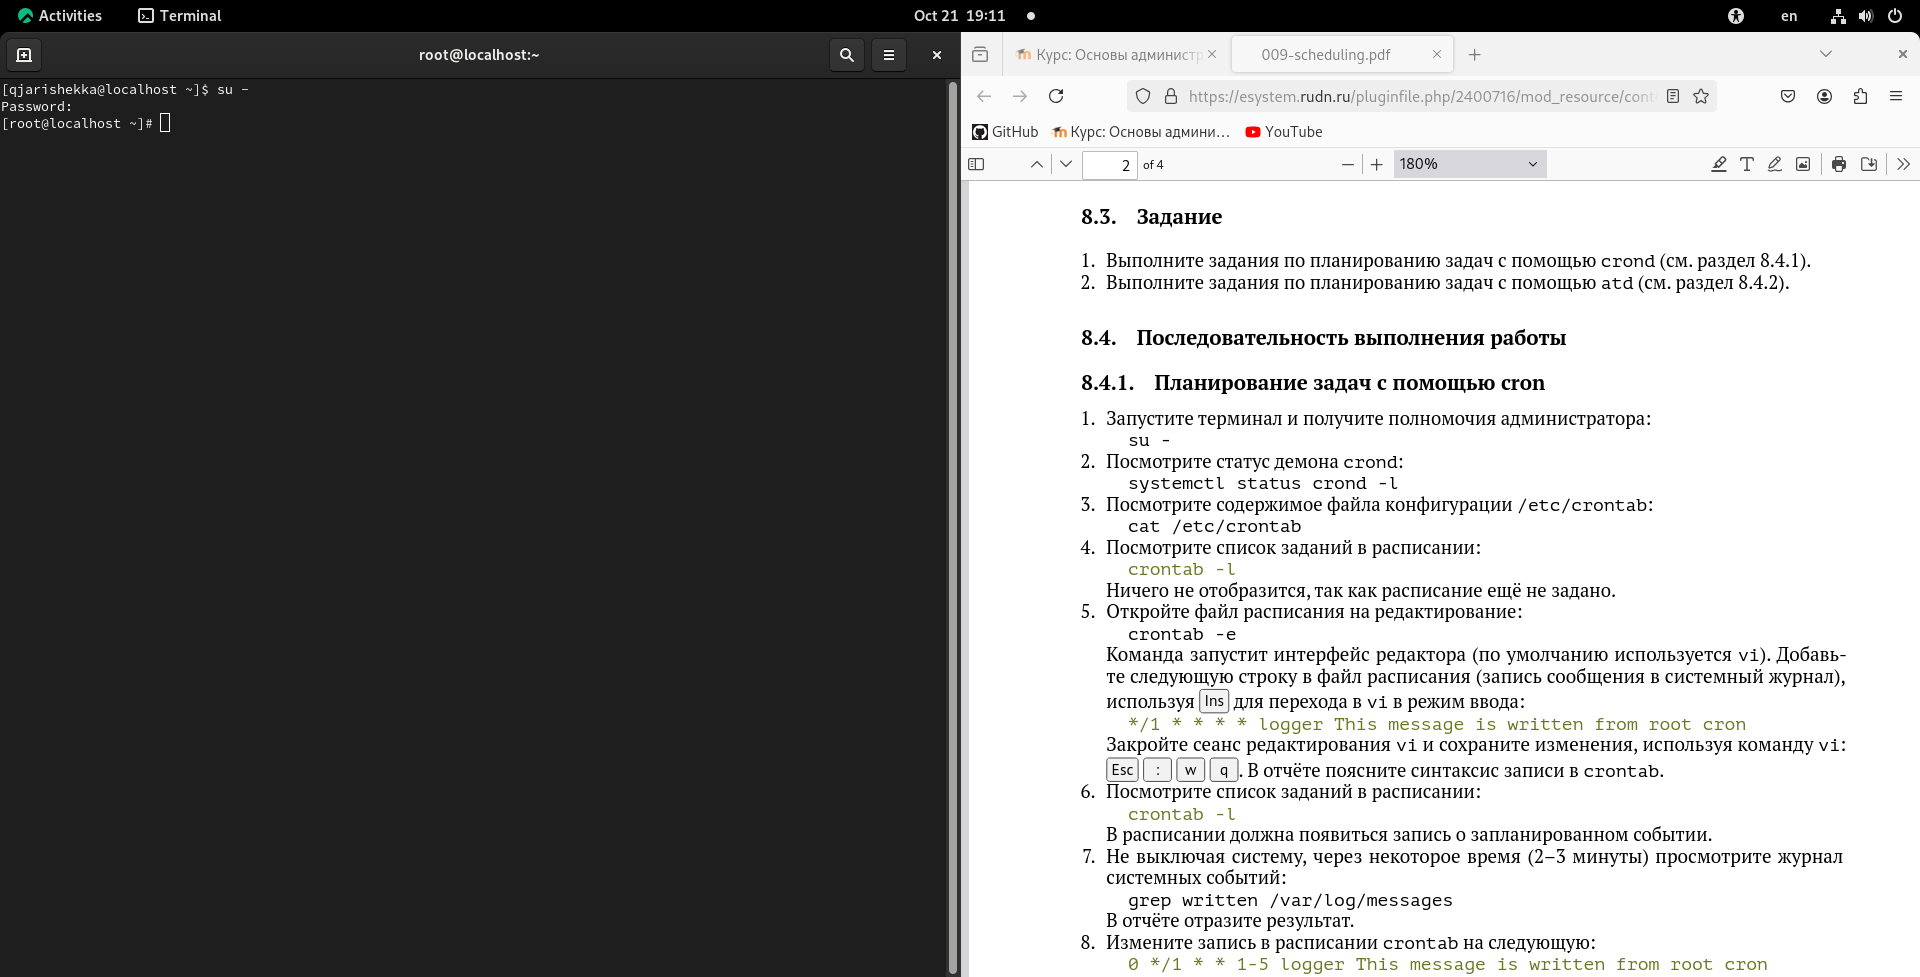 Activities
Terminal
Oct 21 19:11
en
root@localhost:~
[qjarishekka@localhost ~]$ su -
Password:
[root@localhost ~]#
Курс: Основы администр
009-scheduling.pdf
https://esystem.rudn.ru/pluginfile.php/2400716/mod_resource/cont
GitHub
Курс: Основы админи…
YouTube
2 of 4
180%
8.3. Задание
1. Выполните задания по планированию задач с помощью crond (см. раздел 8.4.1).
2. Выполните задания по планированию задач с помощью atd (см. раздел 8.4.2).
8.4. Последовательность выполнения работы
8.4.1. Планирование задач с помощью cron
1. Запустите терминал и получите полномочия администратора:
su -
2. Посмотрите статус демона crond:
systemctl status crond -l
3. Посмотрите содержимое файла конфигурации /etc/crontab:
cat /etc/crontab
4. Посмотрите список заданий в расписании:
crontab -l
Ничего не отобразится, так как расписание ещё не задано.
5. Откройте файл расписания на редактирование:
crontab -e
Команда запустит интерфейс редактора (по умолчанию используется vi). Добавь-
те следующую строку в файл расписания (запись сообщения в системный журнал),
используя Ins для перехода в vi в режим ввода:
*/1 * * * * logger This message is written from root cron
Закройте сеанс редактирования vi и сохраните изменения, используя команду vi:
Esc : w q. В отчёте поясните синтаксис записи в crontab.
6. Посмотрите список заданий в расписании:
crontab -l
В расписании должна появиться запись о запланированном событии.
7. Не выключая систему, через некоторое время (2–3 минуты) просмотрите журнал
системных событий:
grep written /var/log/messages
В отчёте отразите результат.
8. Измените запись в расписании crontab на следующую:
0 */1 * * 1-5 logger This message is written from root cron